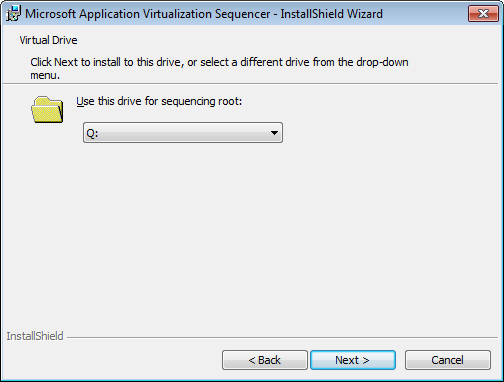 Microsoft Application Virtualization Sequencer - InstallShield Wizard
Virtual Drive
Click Next to install to this drive, or select a different drive from the drop-down
menu.
Use this drive for sequencing root:
Q:
InstallShield
< Back
Next >
Cancel